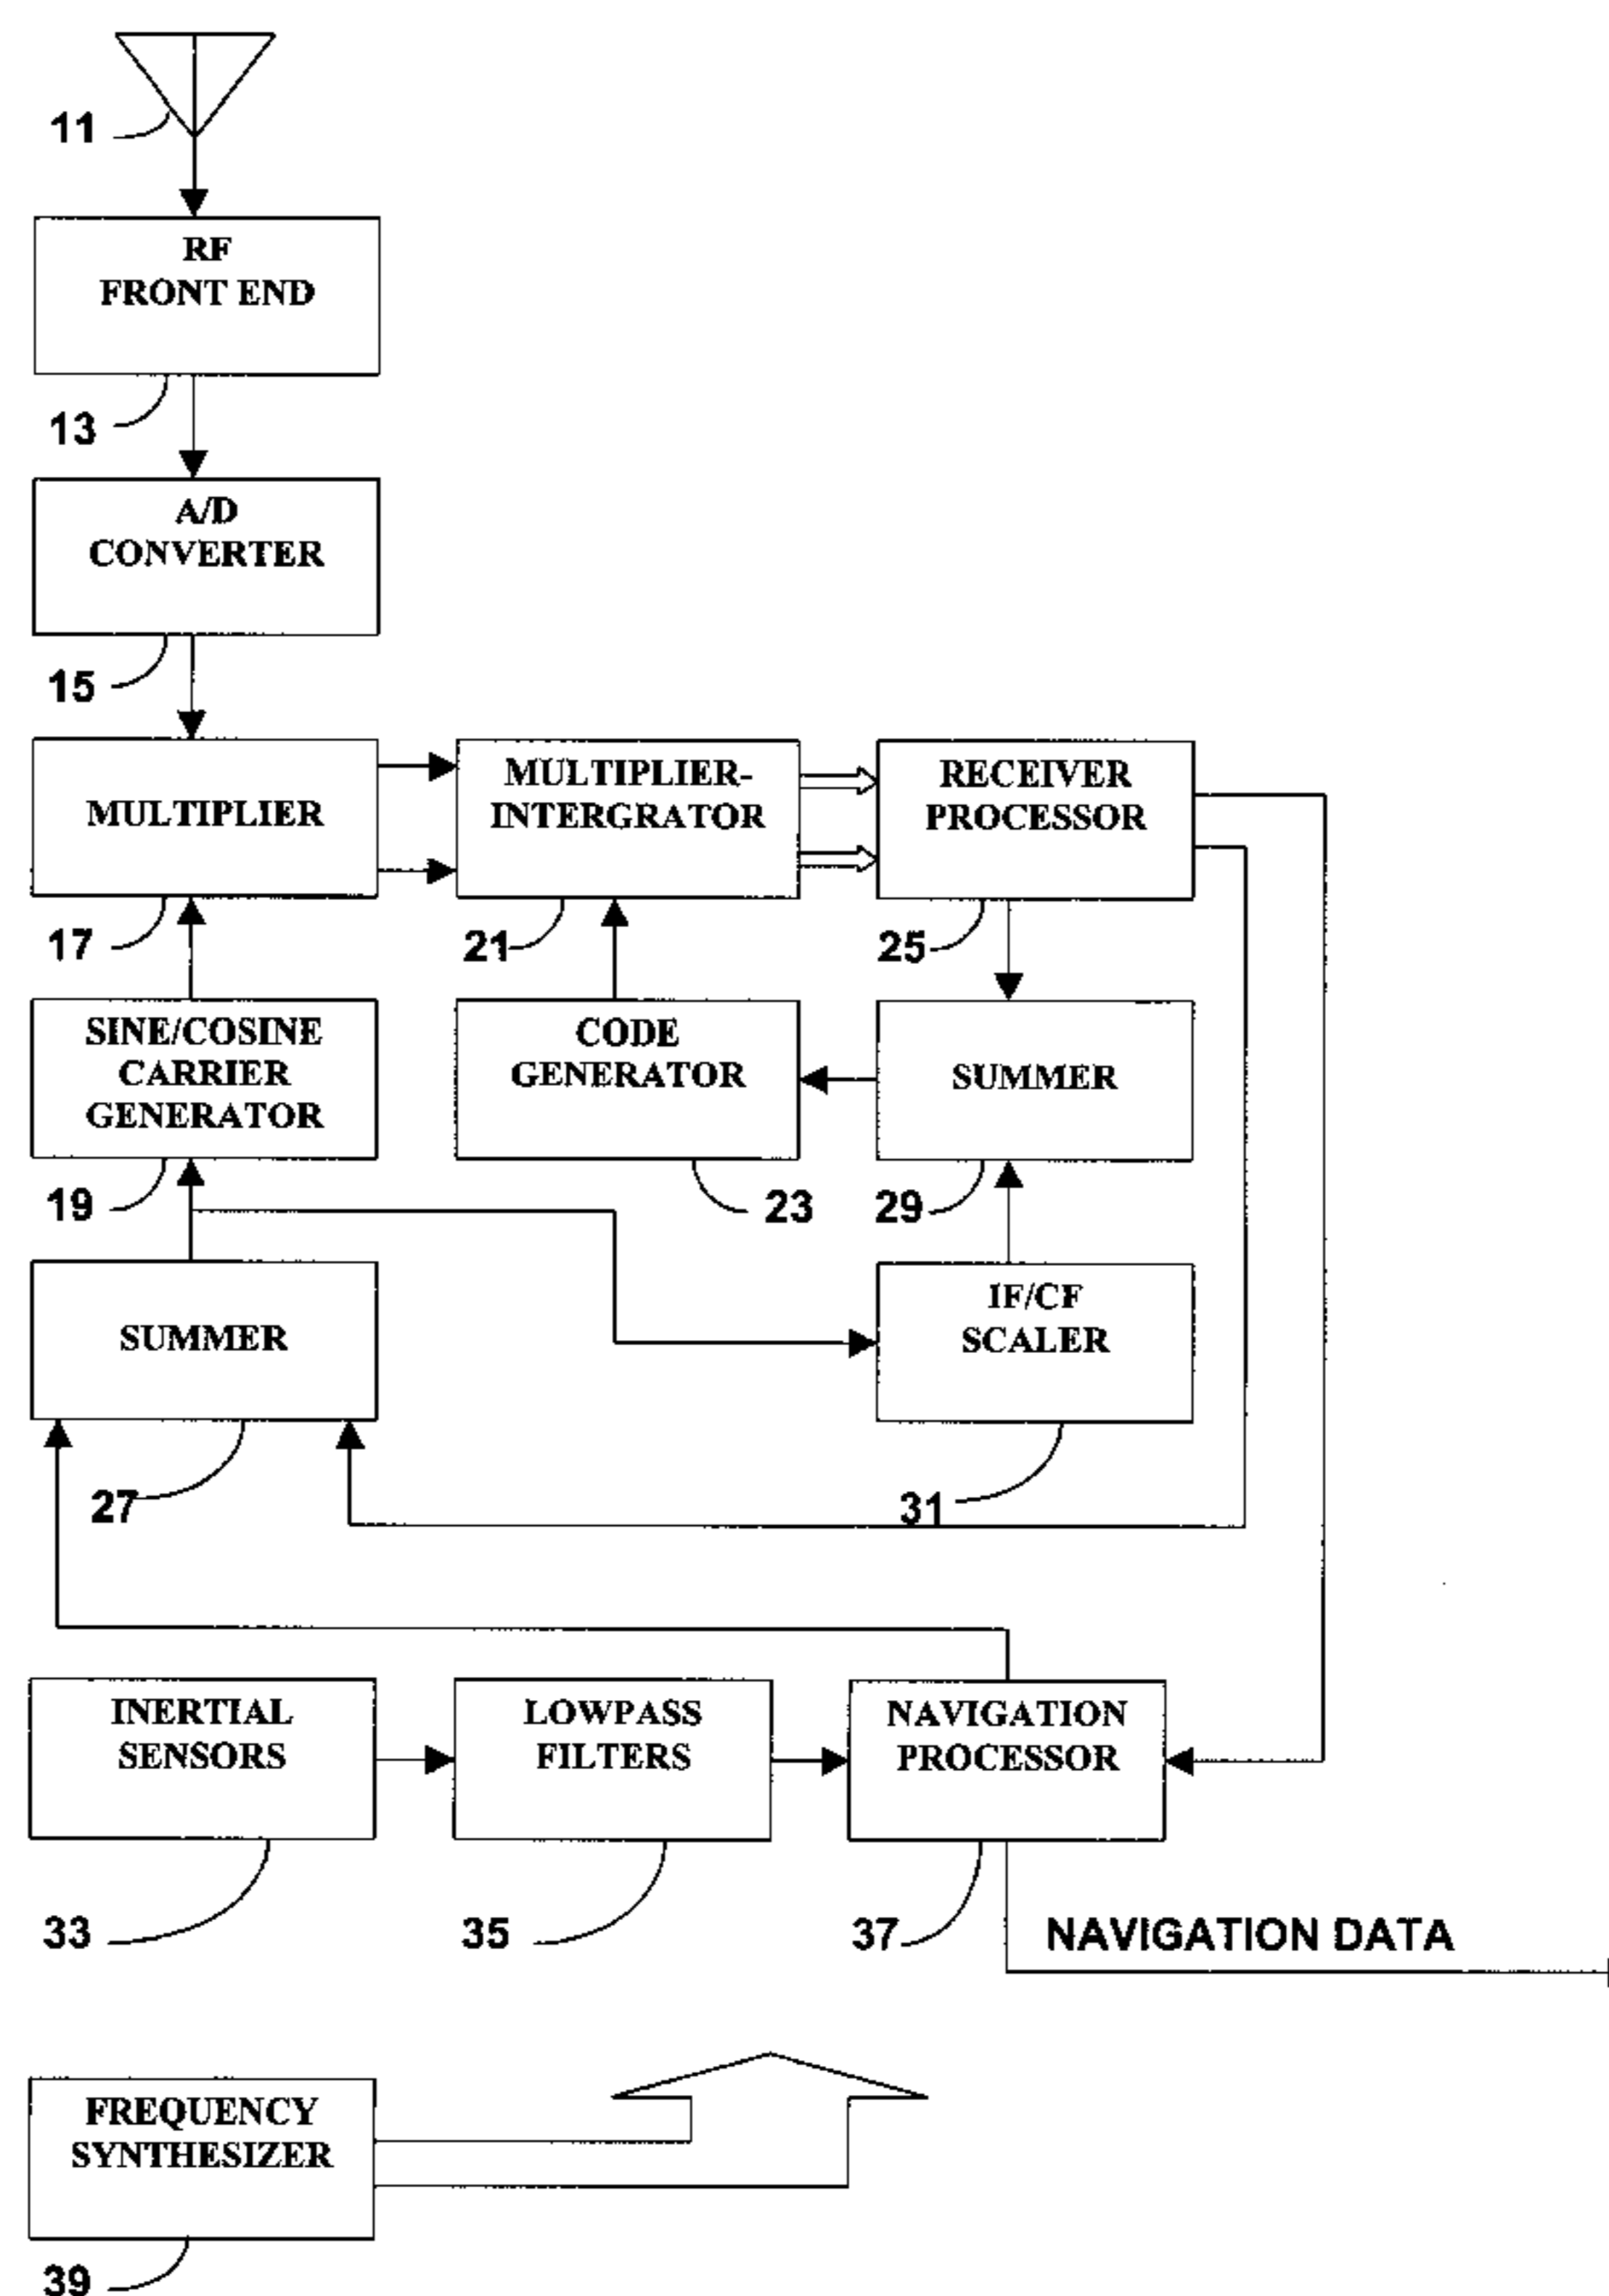 11
RF
FRONT END
13
A/D
CONVERTER
15
MULTIPLIER
17
MULTIPLIER-
INTERGRATOR
21
RECEIVER
PROCESSOR
25
SINE/COSINE
CARRIER
GENERATOR
19
CODE
GENERATOR
23
SUMMER
29
SUMMER
27
IF/CF
SCALER
31
INERTIAL
SENSORS
33
LOWPASS
FILTERS
35
NAVIGATION
PROCESSOR
37
NAVIGATION DATA
FREQUENCY
SYNTHESIZER
39